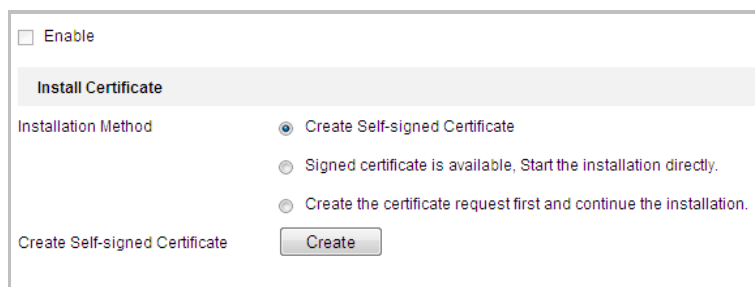 Enable
Install Certificate
Installation Method
Create Self-signed Certificate
Signed certificate is available, Start the installation directly.
Create the certificate request first and continue the installation.
Create Self-signed Certificate
Create